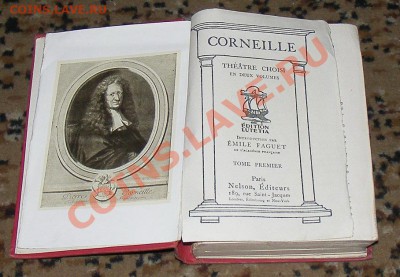 COINS.LAVE.RU
CORNEILLE
THÉATRE CHOISI
EN DEUX VOLUMES
ÉDITION
LUTETIA
Introduction par
ÉMILE FAGUET
de l'Académie française
TOME PREMIER
Paris
Nelson, Éditeurs
189, rue Saint-Jacques
Londres, Édimbourg et New-York
COINS.LAVE.RU